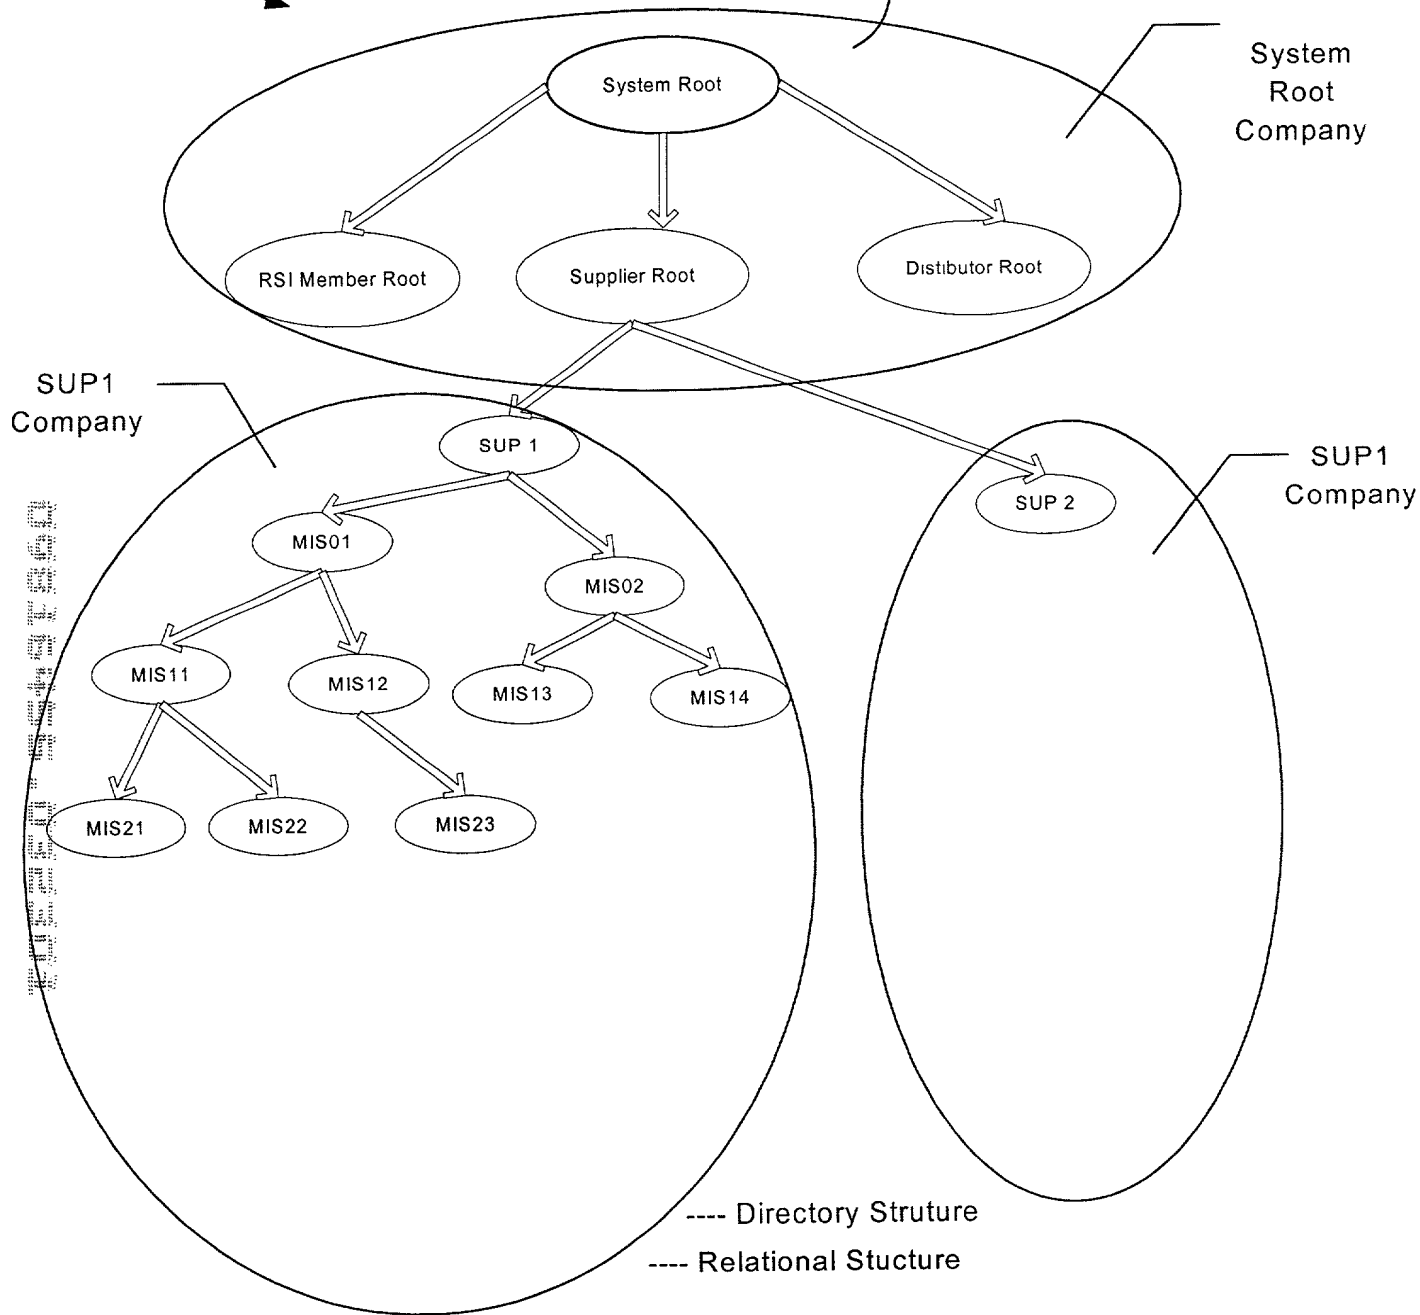 System
Root
Company
System Root
RSI Member Root
Supplier Root
Distibutor Root
SUP1
Company
SUP 1
SUP1
Company
SUP 2
MIS01
MIS02
MIS11
MIS12
MIS13
MIS14
MIS21
MIS22
MIS23
---- Directory Struture
---- Relational Stucture